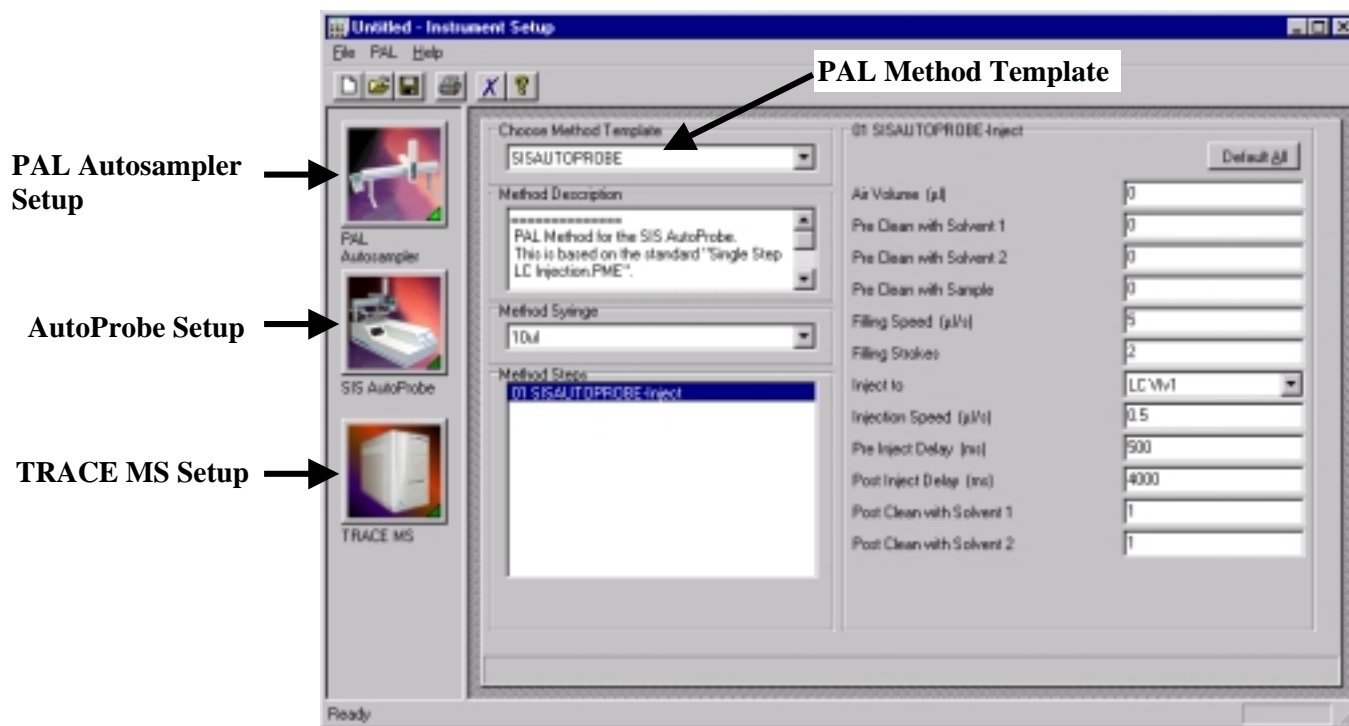 Untitled - Instrument Setup
File PAL Help
PAL Method Template
PAL Autosampler
Setup
AutoProbe Setup
TRACE MS Setup
PAL
Autosampler
SIS AutoProbe
TRACE MS
Choose Method Template
SISAUTOPROBE
Method Description
==============
PAL Method for the SIS AutoProbe.
This is based on the standard "Single Step
LC Injection.PME".
Method Syringe
10ul
Method Steps
01 SISAUTOPROBE-Inject
01 SISAUTOPROBE-Inject
Default All
Air Volume (µl) 0
Pre Clean with Solvent 1 0
Pre Clean with Solvent 2 0
Pre Clean with Sample 0
Filling Speed (µl/s) 5
Filling Strokes 2
Inject to LC Vlv1
Injection Speed (µl/s) 0.5
Pre Inject Delay (ms) 500
Post Inject Delay (ms) 4000
Post Clean with Solvent 1 1
Post Clean with Solvent 2 1
Ready